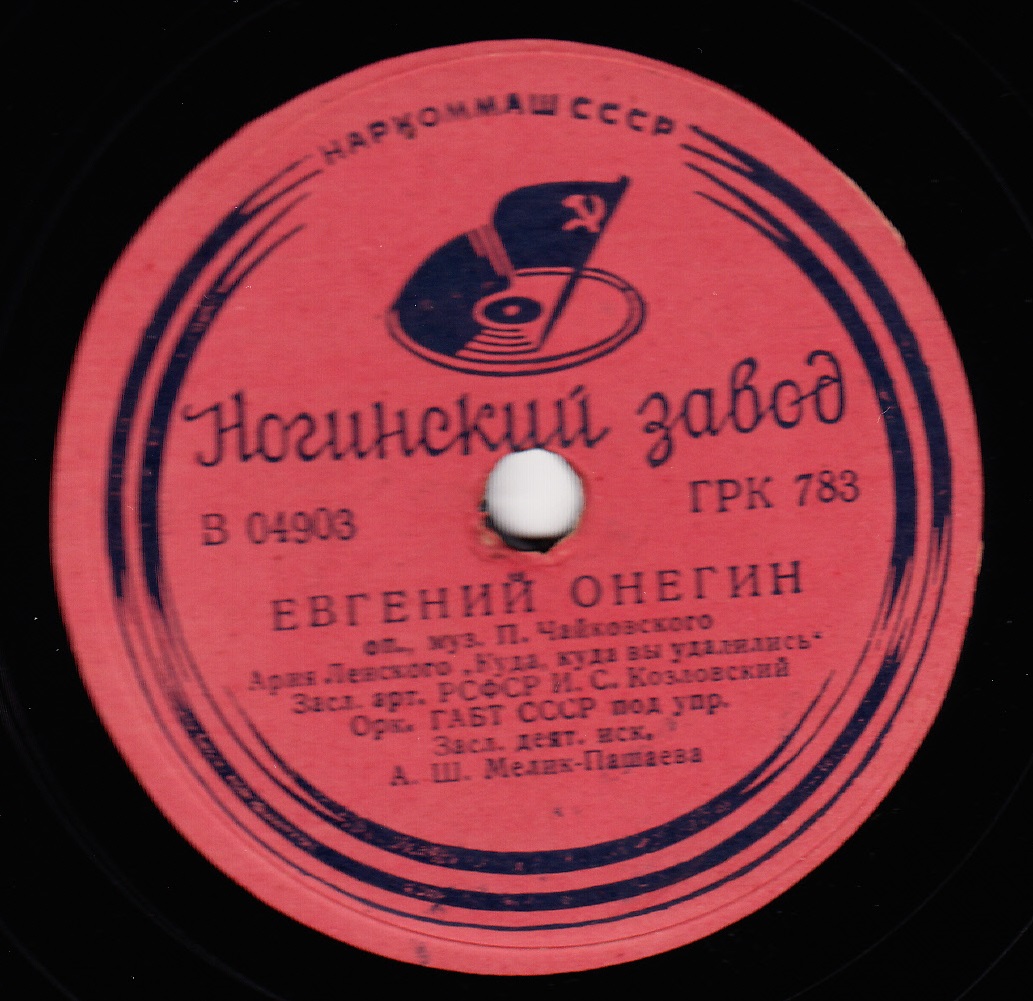 НАРКОММАШ СССР
Ногинский завод
В 04903
ГРК 783
ЕВГЕНИЙ ОНЕГИН
оп., муз. П. Чайковского
Ария Ленского „Куда, куда вы удалились“
Засл. арт. РСФСР И. С. Козловский
Орк. ГАБТ СССР под упр.
Засл. деят. иск.
А. Ш. Мелик-Пашаева